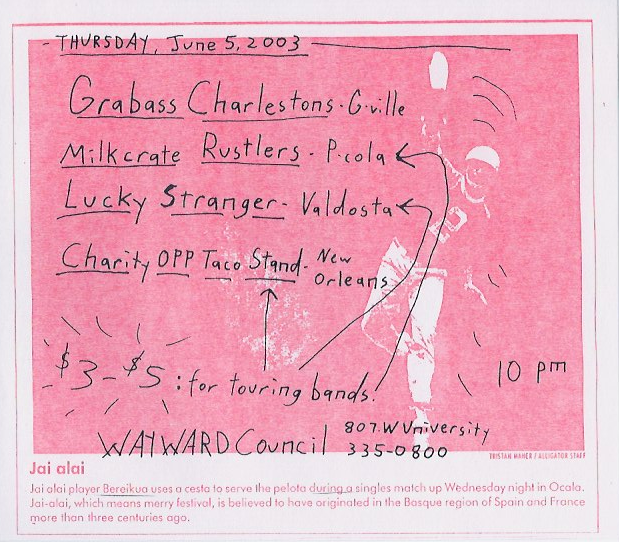 THURSDAY, June 5, 2003
Grabass Charlestons - G-ville
Milkcrate Rustlers - P.cola
Lucky Stranger - Valdosta
Charity OPP Taco Stand - New Orleans
$3-$5: for touring bands!
10 pm
WAYWARD Council 807. W University
335-0800
TRISTAN MAHER / ALLIGATOR STAFF
Jai alai
Jai alai player Bereikua uses a cesta to serve the pelota during a singles match up Wednesday night in Ocala.
Jai-alai, which means merry festival, is believed to have originated in the Basque region of Spain and France
more than three centuries ago.